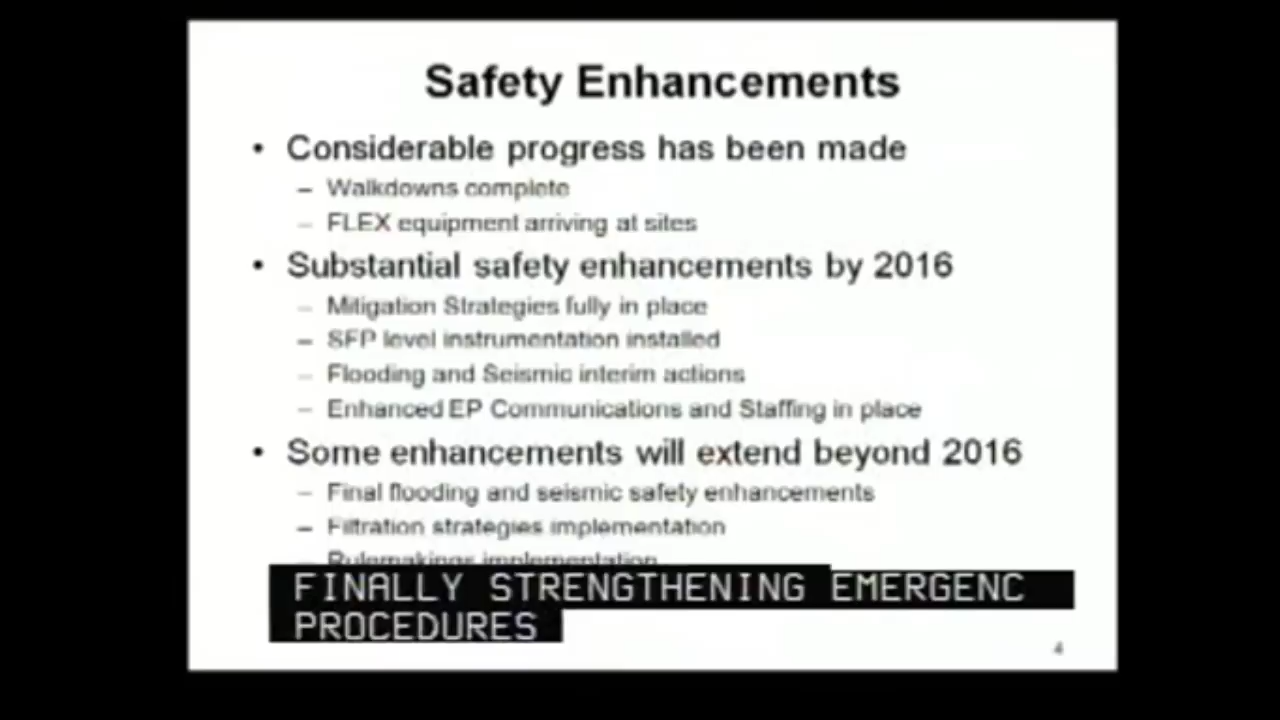 Safety Enhancements
• Considerable progress has been made
– Walkdowns complete
– FLEX equipment arriving at sites
• Substantial safety enhancements by 2016
– Mitigation Strategies fully in place
– SFP level instrumentation installed
– Flooding and Seismic interim actions
– Enhanced EP Communications and Staffing in place
• Some enhancements will extend beyond 2016
– Final flooding and seismic safety enhancements
– Filtration strategies implementation
Rulemakings implementation
FINALLY STRENGTHENING EMERGENC
PROCEDURES
4